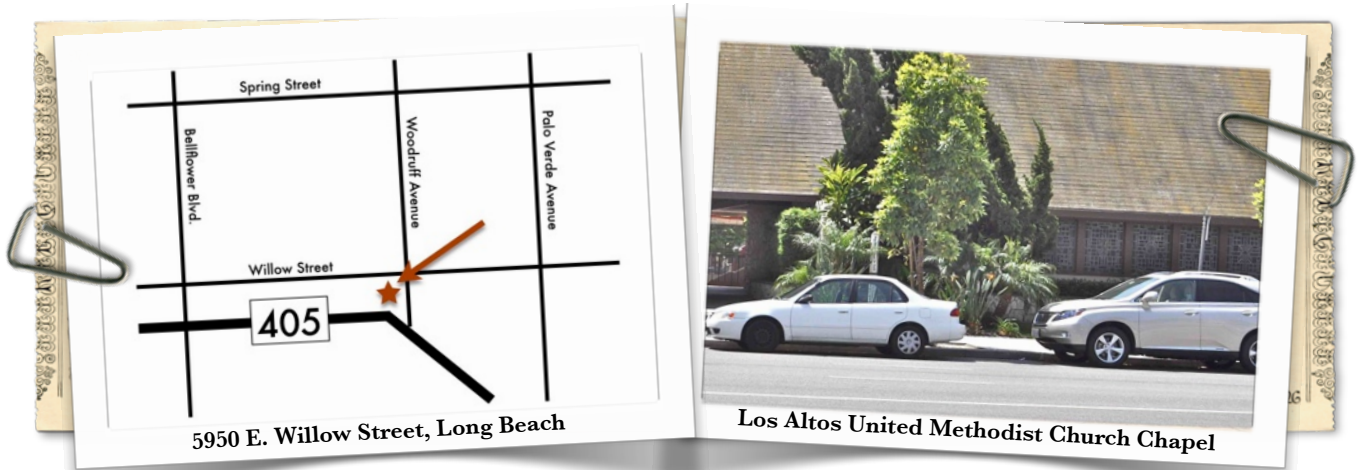 Spring Street
Bellflower Blvd.
Woodruff Avenue
Palo Verde Avenue
Willow Street
405
5950 E. Willow Street, Long Beach
Los Altos United Methodist Church Chapel
26